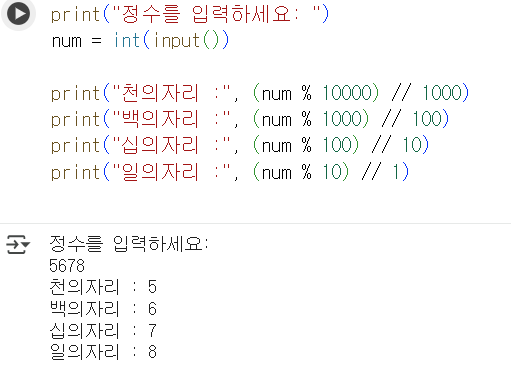 print("정수를 입력하세요: ")
num = int(input())
print("천의자리 :", (num % 10000) // 1000)
print("백의자리 :", (num % 1000) // 100)
print("십의자리 :", (num % 100) // 10)
print("일의자리 :", (num % 10) // 1)
정수를 입력하세요:
5678
천의자리 : 5
백의자리 : 6
십의자리 : 7
일의자리 : 8